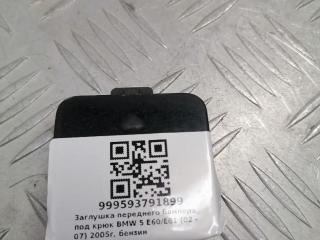 999593791899
Заглушка переднего бампера
под крюк BMW 5 E60/E61 (02 -
07) 2005г. бензин